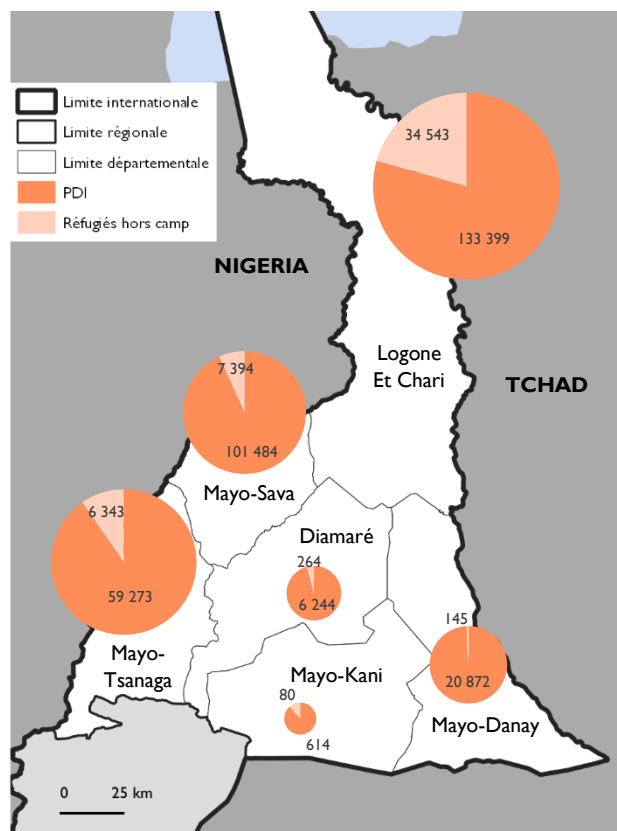 Limite internationale
Limite régionale
Limite départementale
PDI
Réfugiés hors camp
34 543
133 399
NIGERIA
Logone
Et Chari
TCHAD
7 394
101 484
Mayo-Sava
6 343
59 273
Mayo-
Tsanaga
Diamaré
264
6 244
145
20 872
Mayo-Danay
Mayo-Kani
80
614
0 25 km